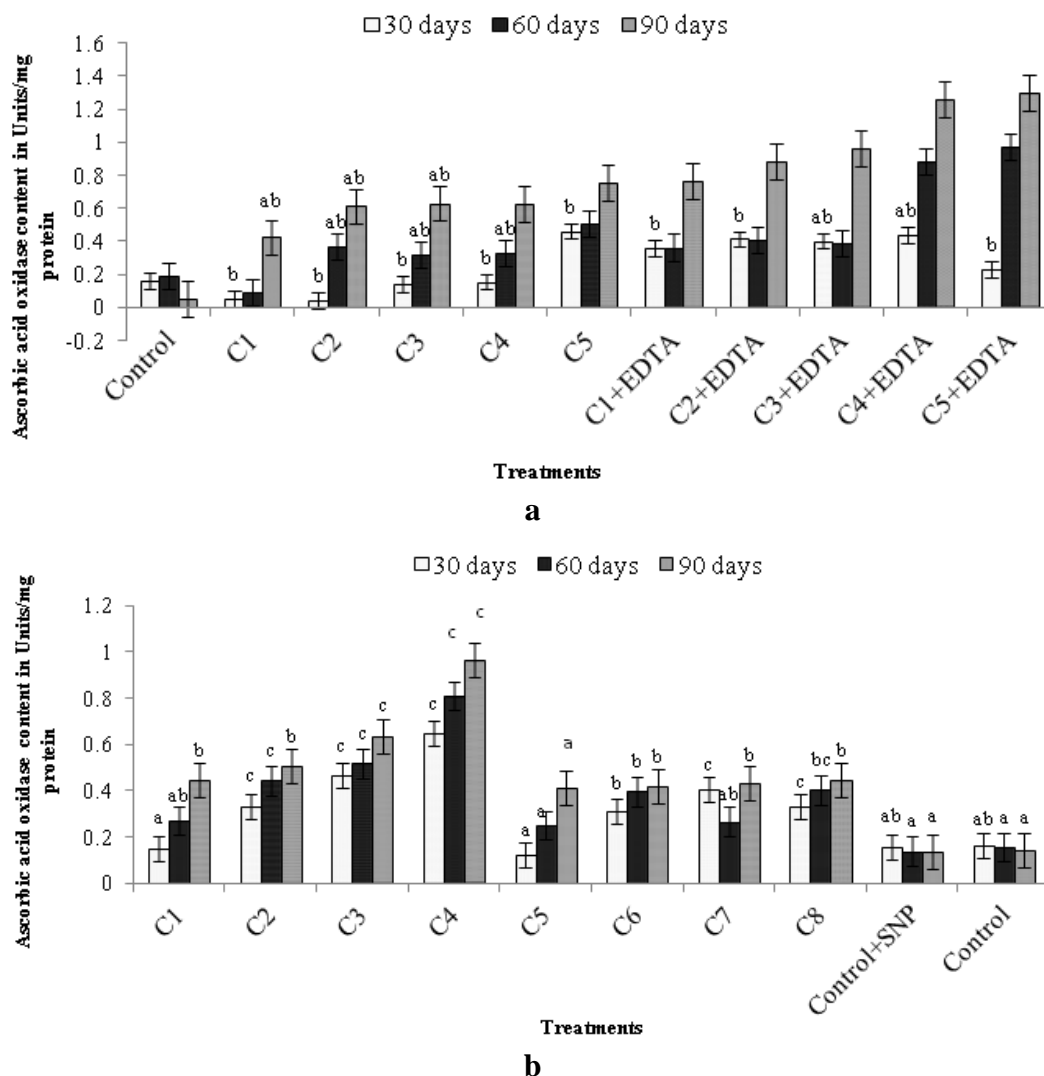 30 days 60 days 90 days
Ascorbic acid oxidase content in Units/mg
protein
1.6
1.4
1.2
1
0.8
0.6
0.4
0.2
0
-0.2
b ab
b ab ab
b ab ab
b ab
b
b
b
ab
ab
b
Control C1 C2 C3 C4 C5 C1+EDTA C2+EDTA C3+EDTA C4+EDTA C5+EDTA
Treatments
a
30 days 60 days 90 days
Ascorbic acid oxidase content in Units/mg
protein
1.2
1
0.8
0.6
0.4
0.2
0
a ab b
c c b
c c c
c c c
a a a
b b b
c ab b
c bc b
ab a a
ab a a
C1 C2 C3 C4 C5 C6 C7 C8 Control+SNP Control
Treatments
b